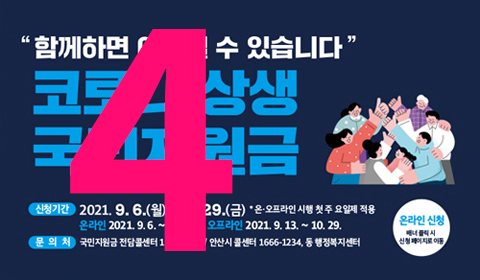 “ 함께하면 수 있습니다 ”
코로나 상생
국민지원금
4
신청기간 2021. 9. 6.(월) 29.(금) * 온·오프라인 시행 첫 주 요일제 적용
온라인 2021. 9. 6. ~ 오프라인 2021. 9. 13. ~ 10. 29.
문 의 처 국민지원금 전담콜센터 / 안산시 콜센터 1666-1234, 동 행정복지센터
온라인 신청
배너 클릭 시
신청 페이지로 이동